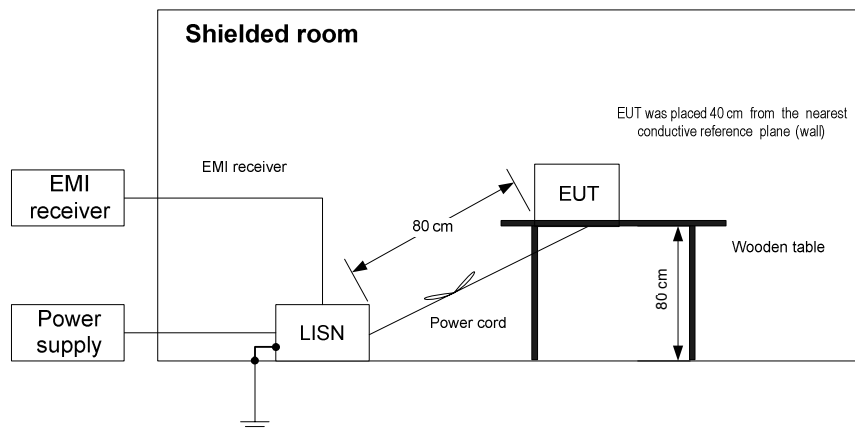 Shielded room
EUT was placed 40 cm from the nearest
conductive reference plane (wall)
EMI receiver
EMI
receiver
EUT
80 cm
Wooden table
80 cm
Power
supply
LISN
Power cord